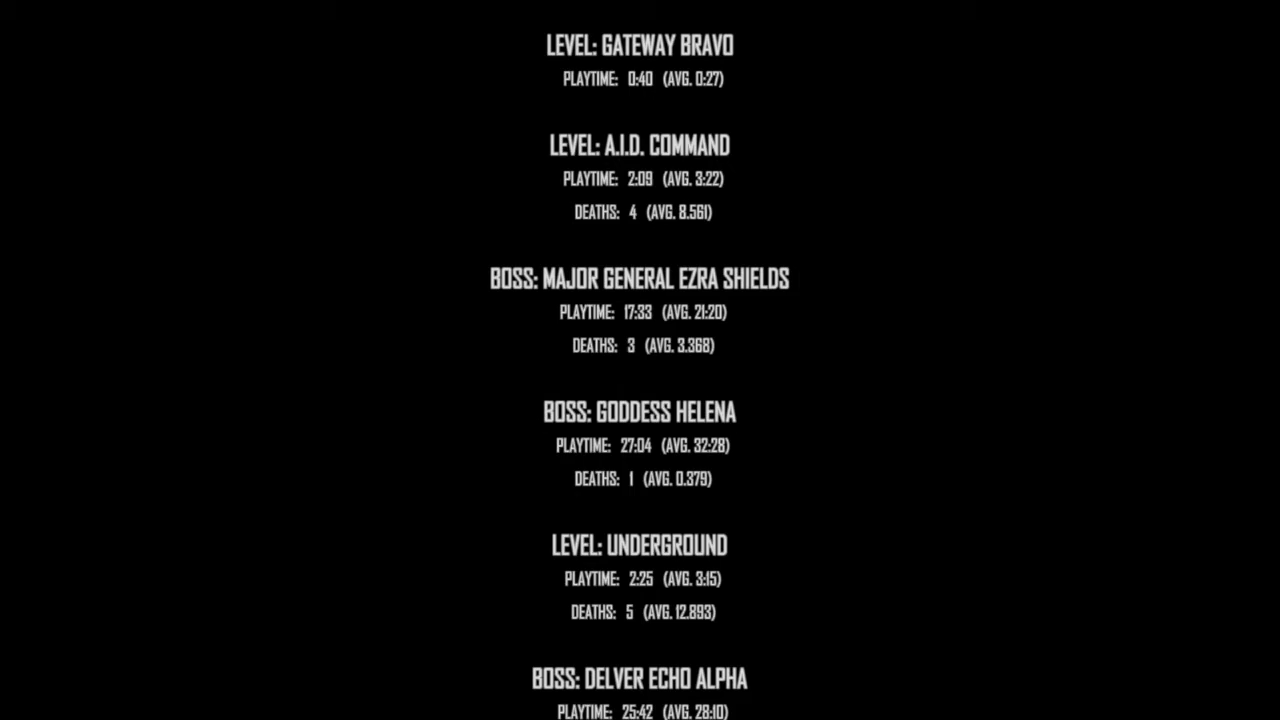 LEVEL: GATEWAY BRAVO
PLAYTIME: 0:40 (AVG. 0:27)
LEVEL: A.I.D. COMMAND
PLAYTIME: 2:09 (AVG. 3:22)
DEATHS: 4 (AVG. 8.561)
BOSS: MAJOR GENERAL EZRA SHIELDS
PLAYTIME: 17:33 (AVG. 21:20)
DEATHS: 3 (AVG. 3.368)
BOSS: GODDESS HELENA
PLAYTIME: 27:04 (AVG. 32:28)
DEATHS: 1 (AVG. 0.379)
LEVEL: UNDERGROUND
PLAYTIME: 2:25 (AVG. 3:15)
DEATHS: 5 (AVG. 12.893)
BOSS: DELVER ECHO ALPHA
PLAYTIME: 25:42 (AVG. 28:10)